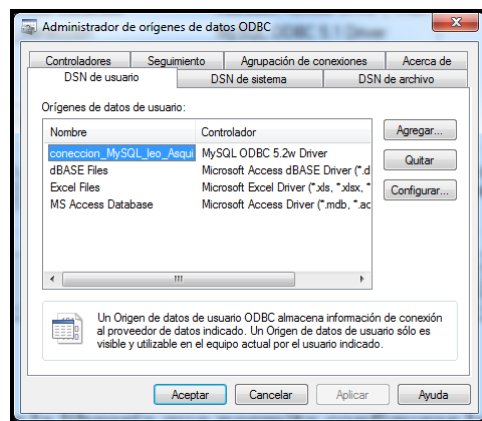 Administrador de orígenes de datos ODBC
Controladores Seguimiento Agrupación de conexiones Acerca de
DSN de usuario DSN de sistema DSN de archivo
Orígenes de datos de usuario:
Nombre Controlador
coneccion_MySQL_leo_Asqui MySQL ODBC 5.2w Driver
dBASE Files Microsoft Access dBASE Driver (*.d
Excel Files Microsoft Excel Driver (*.xls, *.xlsx, *
MS Access Database Microsoft Access Driver (*.mdb, *.ac
Agregar...
Quitar
Configurar...
Un Origen de datos de usuario ODBC almacena información de conexión
al proveedor de datos indicado. Un Origen de datos de usuario sólo es
visible y utilizable en el equipo actual por el usuario indicado.
Aceptar Cancelar Aplicar Ayuda